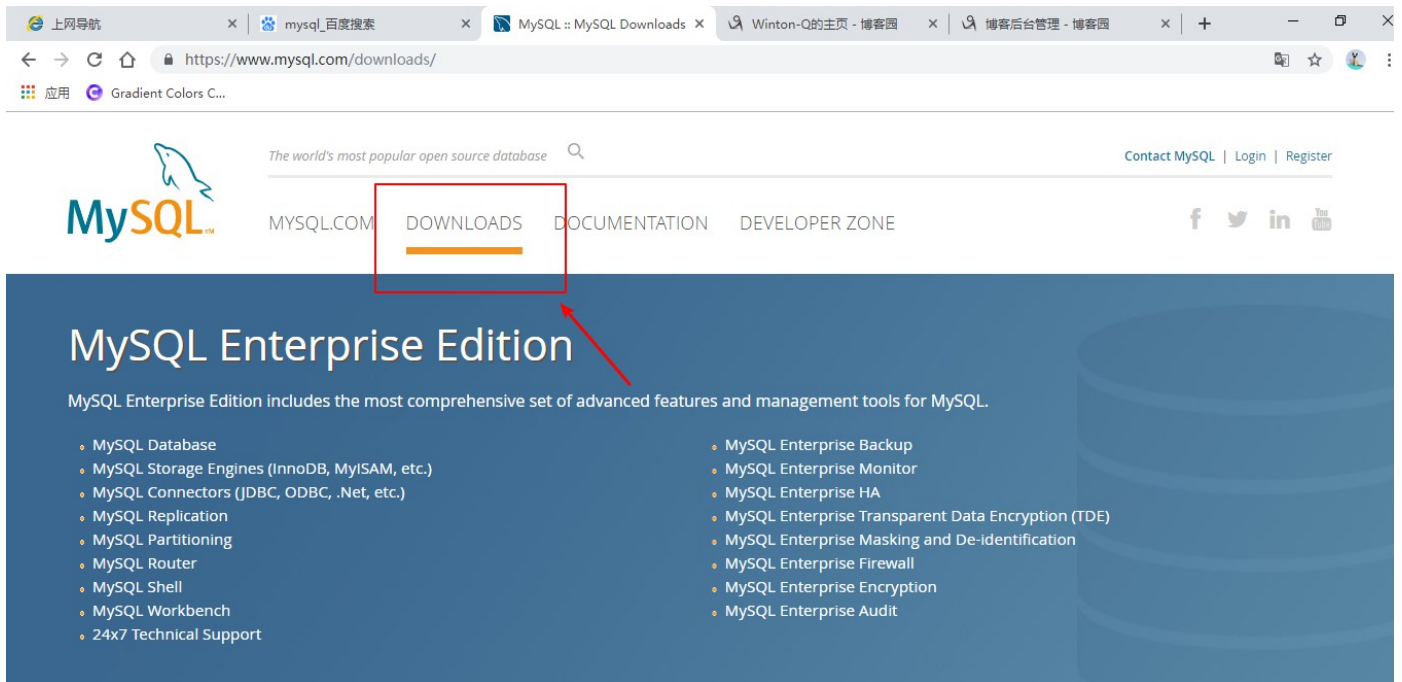 上网导航
mysql_百度搜索
MySQL :: MySQL Downloads
Winton-Q的主页 - 博客园
博客后台管理 - 博客园
https://www.mysql.com/downloads/
应用
Gradient Colors C...
The world's most popular open source database
Contact MySQL | Login | Register
MySQL™
MYSQL.COM DOWNLOADS DOCUMENTATION DEVELOPER ZONE
You Tube
MySQL Enterprise Edition
MySQL Enterprise Edition includes the most comprehensive set of advanced features and management tools for MySQL.
MySQL Database
MySQL Storage Engines (InnoDB, MyISAM, etc.)
MySQL Connectors (JDBC, ODBC, .Net, etc.)
MySQL Replication
MySQL Partitioning
MySQL Router
MySQL Shell
MySQL Workbench
24x7 Technical Support
MySQL Enterprise Backup
MySQL Enterprise Monitor
MySQL Enterprise HA
MySQL Enterprise Transparent Data Encryption (TDE)
MySQL Enterprise Masking and De-identification
MySQL Enterprise Firewall
MySQL Enterprise Encryption
MySQL Enterprise Audit